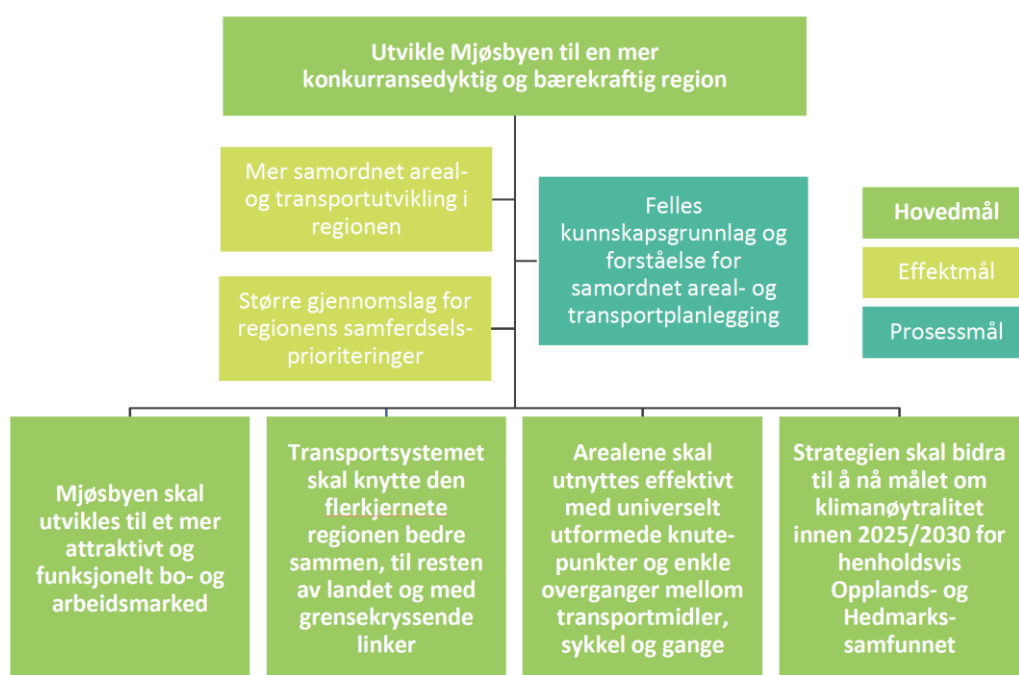 Utvikle Mjøsbyen til en mer
konkurransedyktig og bærekraftig region
Mer samordnet areal-
og transportutvikling i
regionen
Felles
kunnskapsgrunnlag og
forståelse for
samordnet areal- og
transportplanlegging
Større gjennomslag for
regionens samferdsels-
prioriteringer
Hovedmål
Effektmål
Prosessmål
Mjøsbyen skal
utvikles til et mer
attraktivt og
funksjonelt bo- og
arbeidsmarked
Transportsystemet
skal knytte den
flerkjernete
regionen bedre
sammen, til resten
av landet og med
grensekryssende
linker
Arealene skal
utnyttes effektivt
med universelt
utformede knute-
punkter og enkle
overganger mellom
transportmidler,
sykkel og gange
Strategien skal bidra
til å nå målet om
klimanøytralitet
innen 2025/2030 for
henholdsvis
Opplands- og
Hedmarks-
samfunnet